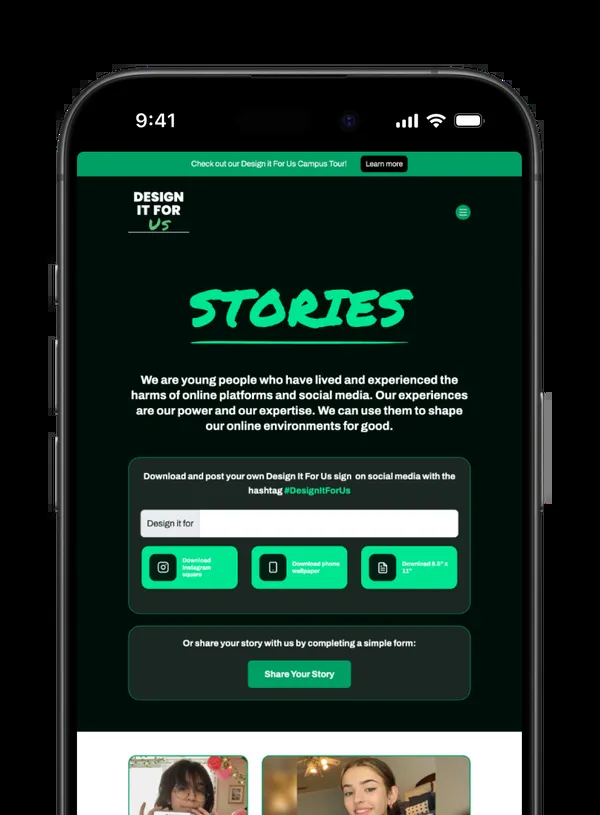 9:41
Check out our Design it For Us Campus Tour! Learn more
DESIGN
IT FOR
Us
STORIES
We are young people who have lived and experienced the
harms of online platforms and social media. Our experiences
are our power and our expertise. We can use them to shape
our online environments for good.
Download and post your own Design It For Us sign on social media with the
hashtag #DesignItForUs
Design it for
Download
Instagram
square
Download phone
wallpaper
Download 8.5" x
11"
Or share your story with us by completing a simple form:
Share Your Story